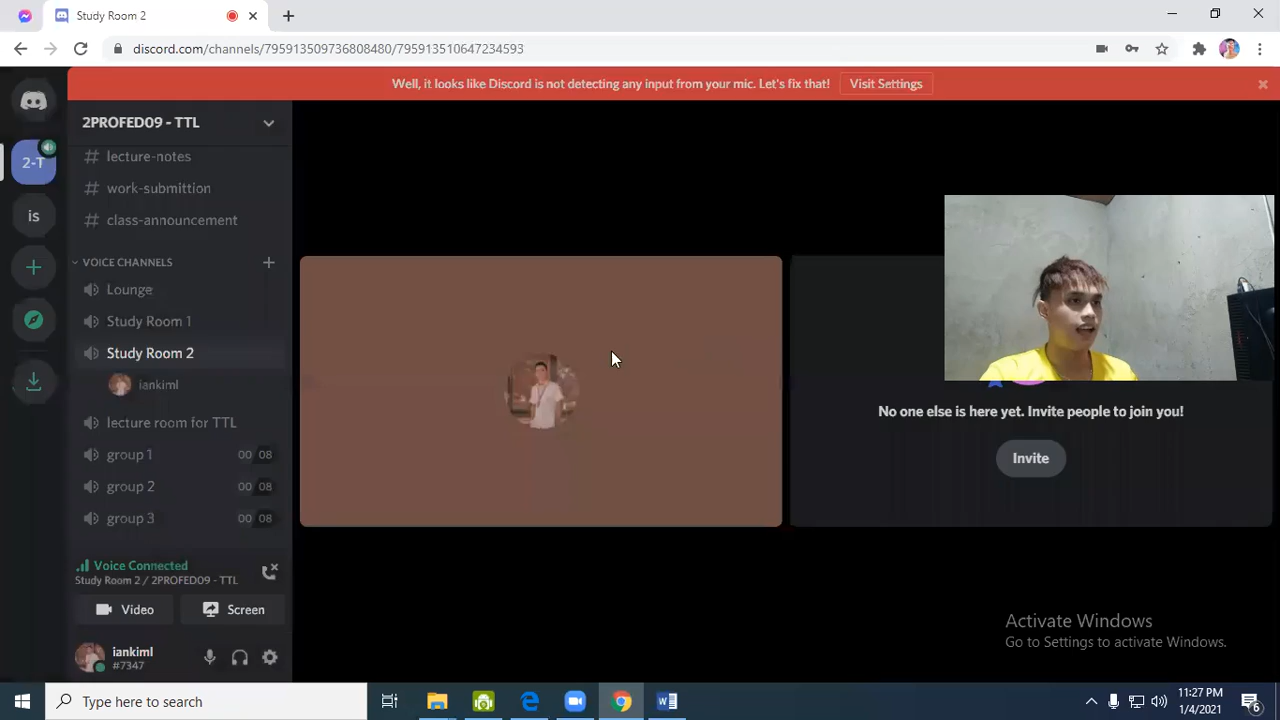 Study Room 2
discord.com/channels/795913509736808480/795913510647234593
Well, it looks like Discord is not detecting any input from your mic. Let's fix that!
Visit Settings
2PROFED09 - TTL
2-T
is
# lecture-notes
# work-submittion
# class-announcement
VOICE CHANNELS
Lounge
Study Room 1
Study Room 2
iankiml
lecture room for TTL
group 1 00 08
group 2 00 08
group 3 00 08
Voice Connected
Study Room 2 / 2PROFED09 - TTL
Video
Screen
iankiml
#7347
No one else is here yet. Invite people to join you!
Invite
Activate Windows
Go to Settings to activate Windows.
Type here to search
11:27 PM
1/4/2021
6